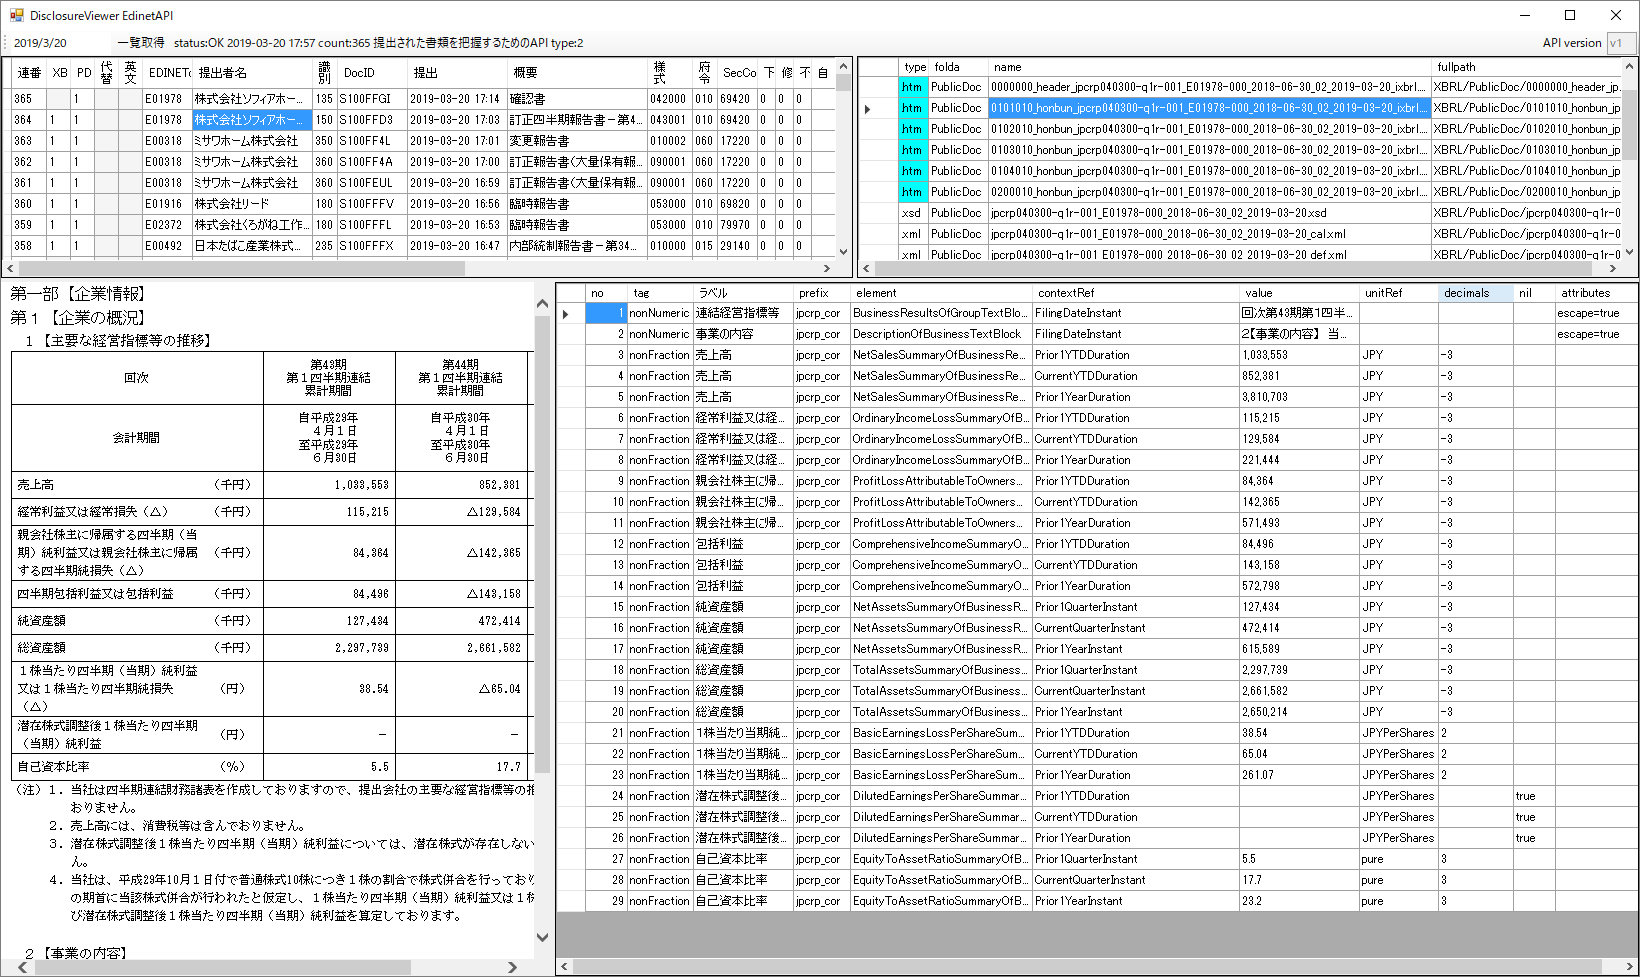 DisclosureViewer EdinetAPI
2019/3/20 一覧取得 status:OK 2019-03-20 17:57 count:365 提出された書類を把握するためのAPI type:2 API version v1
連番 XB PD 代替 英文 EDINETc 提出者名 識別 DocID 提出 概要 様式 府令 SecCo 下 修 不 自
365 1 E01978 株式会社ソフィアホー... 135 S100FFGI 2019-03-20 17:14 確認書 042000 010 69420 0 0 0
364 1 1 E01978 株式会社ソフィアホー... 150 S100FFD3 2019-03-20 17:03 訂正四半期報告書－第4... 043001 010 69420 0 0 0
363 1 1 E00318 ミサワホーム株式会社 350 S100FF4L 2019-03-20 17:01 変更報告書 010002 060 17220 0 0 0
362 1 1 E00318 ミサワホーム株式会社 360 S100FF4A 2019-03-20 17:00 訂正報告書（大量保有報... 090001 060 17220 0 0 0
361 1 1 E00318 ミサワホーム株式会社 360 S100FEUL 2019-03-20 16:59 訂正報告書（大量保有報... 090001 060 17220 0 0 0
360 1 1 E01916 株式会社リード 180 S100FFFV 2019-03-20 16:56 臨時報告書 053000 010 69820 0 0 0
359 1 1 E02372 株式会社くろがね工作... 180 S100FFFL 2019-03-20 16:53 臨時報告書 053000 010 79970 0 0 0
358 1 1 E00492 日本たばこ産業株式... 235 S100FFFX 2019-03-20 16:47 内部統制報告書－第34... 010000 015 29140 0 0 0
type folda name fullpath
htm PublicDoc 0000000_header_jpcrp040300-q1r-001_E01978-000_2018-06-30_02_2019-03-20_ixbrl.... XBRL/PublicDoc/0000000_header_jp
htm PublicDoc 0101010_honbun_jpcrp040300-q1r-001_E01978-000_2018-06-30_02_2019-03-20_ixbrl.... XBRL/PublicDoc/0101010_honbun_jp
htm PublicDoc 0102010_honbun_jpcrp040300-q1r-001_E01978-000_2018-06-30_02_2019-03-20_ixbrl.... XBRL/PublicDoc/0102010_honbun_jp
htm PublicDoc 0103010_honbun_jpcrp040300-q1r-001_E01978-000_2018-06-30_02_2019-03-20_ixbrl.... XBRL/PublicDoc/0103010_honbun_jp
htm PublicDoc 0104010_honbun_jpcrp040300-q1r-001_E01978-000_2018-06-30_02_2019-03-20_ixbrl.... XBRL/PublicDoc/0104010_honbun_jp
htm PublicDoc 0200010_honbun_jpcrp040300-q1r-001_E01978-000_2018-06-30_02_2019-03-20_ixbrl.... XBRL/PublicDoc/0200010_honbun_jp
.xsd PublicDoc jpcrp040300-q1r-001_E01978-000_2018-06-30_02_2019-03-20.xsd XBRL/PublicDoc/jpcrp040300-q1r-0
.xml PublicDoc jpcrp040300-q1r-001_E01978-000_2018-06-30_02_2019-03-20_cal.xml XBRL/PublicDoc/jpcrp040300-q1r-0
.xml PublicDoc jpcrp040300-q1r-001_E01978-000_2018-06-30_02_2019-03-20_def.xml XBRL/PublicDoc/jpcrp040300-q1r-0
第一部【企業情報】
第１【企業の概況】
１【主要な経営指標等の推移】
回次 第43期第１四半期連結累計期間 第44期第１四半期連結累計期間
会計期間 自平成29年４月１日至平成29年６月30日 自平成30年４月１日至平成30年６月30日
売上高 （千円） 1,033,553 852,381
経常利益又は経常損失（△） （千円） 115,215 △129,584
親会社株主に帰属する四半期（当
期）純利益又は親会社株主に帰属 （千円） 84,364 △142,365
する四半期純損失（△）
四半期包括利益又は包括利益 （千円） 84,496 △143,158
純資産額 （千円） 127,434 472,414
総資産額 （千円） 2,297,739 2,661,582
１株当たり四半期（当期）純利益
又は１株当たり四半期純損失 （円） 38.54 △65.04
（△）
潜在株式調整後１株当たり四半期
（当期）純利益 （円） － －
自己資本比率 （％） 5.5 17.7
（注）１．当社は四半期連結財務諸表を作成しておりますので、提出会社の主要な経営指標等の推
おりません。
２．売上高には、消費税等は含んでおりません。
３．潜在株式調整後１株当たり四半期（当期）純利益については、潜在株式が存在しない
ん。
４．当社は、平成29年10月１日付で普通株式10株につき１株の割合で株式併合を行っており
の期首に当該株式併合が行われたと仮定し、１株当たり四半期（当期）純利益又は１株
び潜在株式調整後１株当たり四半期（当期）純利益を算定しております。
２【事業の内容】
no tag ラベル prefix element contextRef value unitRef decimals nil attributes
1 nonNumeric 連結経営指標等 jpcrp_cor BusinessResultsOfGroupTextBlo... FilingDateInstant 回次第43期第１四半... escape=true
2 nonNumeric 事業の内容 jpcrp_cor DescriptionOfBusinessTextBlock FilingDateInstant 2【事業の内容】 当... escape=true
3 nonFraction 売上高 jpcrp_cor NetSalesSummaryOfBusinessRe... Prior1YTDDuration 1,033,553 JPY -3
4 nonFraction 売上高 jpcrp_cor NetSalesSummaryOfBusinessRe... CurrentYTDDuration 852,381 JPY -3
5 nonFraction 売上高 jpcrp_cor NetSalesSummaryOfBusinessRe... Prior1YearDuration 3,810,703 JPY -3
6 nonFraction 経常利益又は経... jpcrp_cor OrdinaryIncomeLossSummaryOfB... Prior1YTDDuration 115,215 JPY -3
7 nonFraction 経常利益又は経... jpcrp_cor OrdinaryIncomeLossSummaryOfB... CurrentYTDDuration 129,584 JPY -3
8 nonFraction 経常利益又は経... jpcrp_cor OrdinaryIncomeLossSummaryOfB... Prior1YearDuration 221,444 JPY -3
9 nonFraction 親会社株主に帰... jpcrp_cor ProfitLossAttributableToOwners... Prior1YTDDuration 84,364 JPY -3
10 nonFraction 親会社株主に帰... jpcrp_cor ProfitLossAttributableToOwners... CurrentYTDDuration 142,365 JPY -3
11 nonFraction 親会社株主に帰... jpcrp_cor ProfitLossAttributableToOwners... Prior1YearDuration 571,493 JPY -3
12 nonFraction 包括利益 jpcrp_cor ComprehensiveIncomeSummaryO... Prior1YTDDuration 84,496 JPY -3
13 nonFraction 包括利益 jpcrp_cor ComprehensiveIncomeSummaryO... CurrentYTDDuration 143,158 JPY -3
14 nonFraction 包括利益 jpcrp_cor ComprehensiveIncomeSummaryO... Prior1YearDuration 572,798 JPY -3
15 nonFraction 純資産額 jpcrp_cor NetAssetsSummaryOfBusinessR... Prior1QuarterInstant 127,434 JPY -3
16 nonFraction 純資産額 jpcrp_cor NetAssetsSummaryOfBusinessR... CurrentQuarterInstant 472,414 JPY -3
17 nonFraction 純資産額 jpcrp_cor NetAssetsSummaryOfBusinessR... Prior1YearInstant 615,589 JPY -3
18 nonFraction 総資産額 jpcrp_cor TotalAssetsSummaryOfBusiness... Prior1QuarterInstant 2,297,739 JPY -3
19 nonFraction 総資産額 jpcrp_cor TotalAssetsSummaryOfBusiness... CurrentQuarterInstant 2,661,582 JPY -3
20 nonFraction 総資産額 jpcrp_cor TotalAssetsSummaryOfBusiness... Prior1YearInstant 2,650,214 JPY -3
21 nonFraction 1株当たり当期純... jpcrp_cor BasicEarningsLossPerShareSum... Prior1YTDDuration 38.54 JPYPerShares 2
22 nonFraction 1株当たり当期純... jpcrp_cor BasicEarningsLossPerShareSum... CurrentYTDDuration 65.04 JPYPerShares 2
23 nonFraction 1株当たり当期純... jpcrp_cor BasicEarningsLossPerShareSum... Prior1YearDuration 261.07 JPYPerShares 2
24 nonFraction 潜在株式調整後... jpcrp_cor DilutedEarningsPerShareSummar... Prior1YTDDuration JPYPerShares true
25 nonFraction 潜在株式調整後... jpcrp_cor DilutedEarningsPerShareSummar... CurrentYTDDuration JPYPerShares true
26 nonFraction 潜在株式調整後... jpcrp_cor DilutedEarningsPerShareSummar... Prior1YearDuration JPYPerShares true
27 nonFraction 自己資本比率 jpcrp_cor EquityToAssetRatioSummaryOfB... Prior1QuarterInstant 5.5 pure 3
28 nonFraction 自己資本比率 jpcrp_cor EquityToAssetRatioSummaryOfB... CurrentQuarterInstant 17.7 pure 3
29 nonFraction 自己資本比率 jpcrp_cor EquityToAssetRatioSummaryOfB... Prior1YearInstant 23.2 pure 3